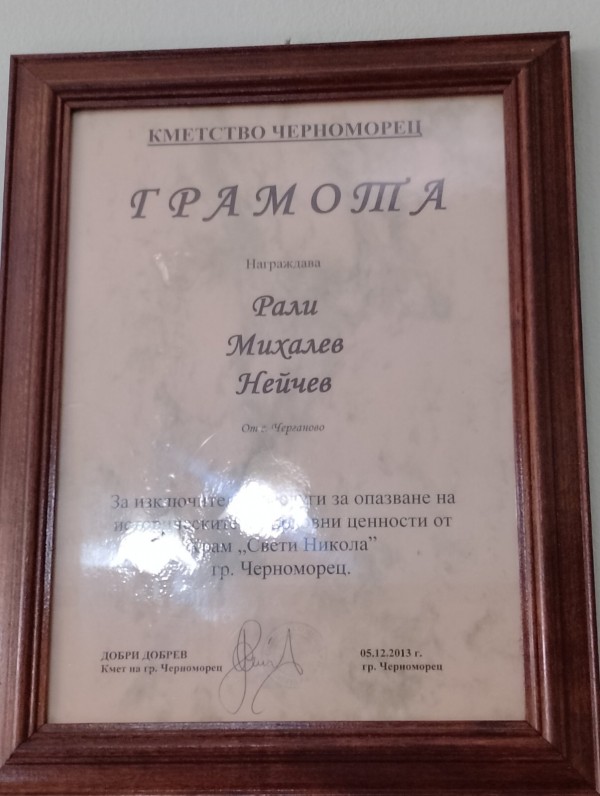 КМЕТСТВО ЧЕРНОМОРЕЦ
ГРАМОТА
Награждава
Рали
Михалев
Нейчев
От с. Черганово
За за опазване на
ценности от
„Свети Никола”
гр. Черноморец.
ДОБРИ ДОБРЕВ
Кмет на гр. Черноморец
05.12.2013 г.
гр. Черноморец